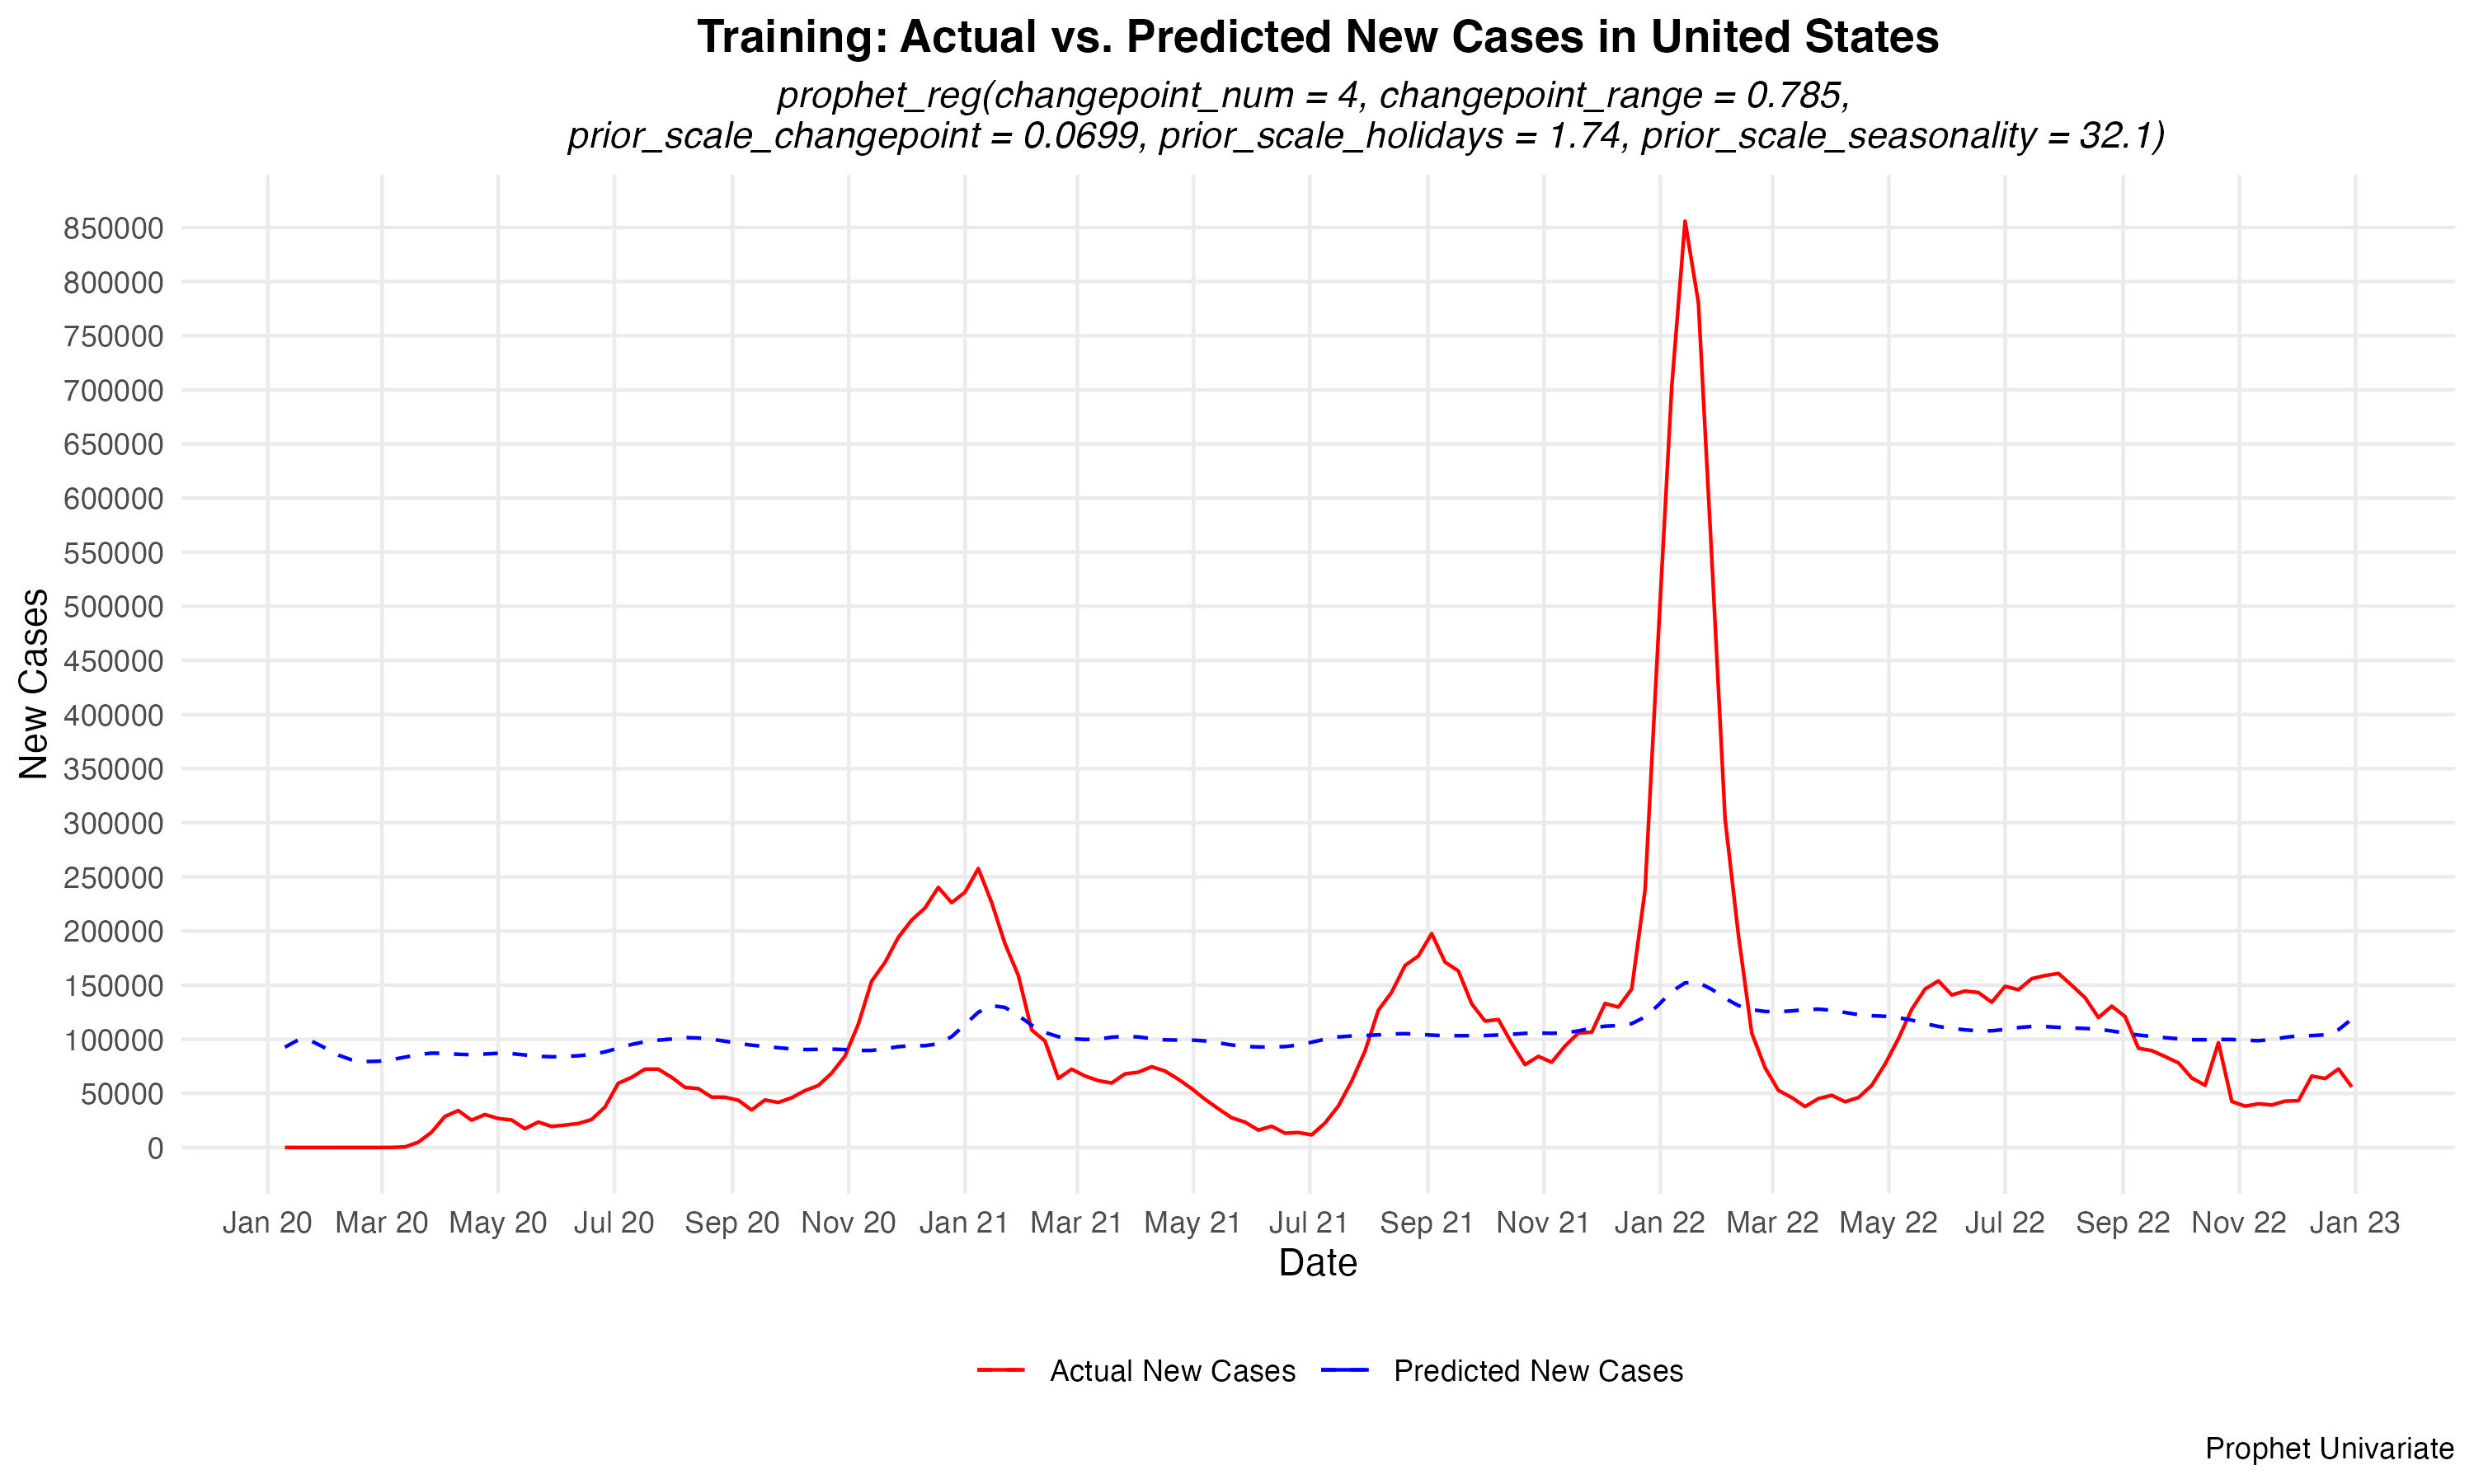 Training: Actual vs. Predicted New Cases in United States
prophet_reg(changepoint_num = 4, changepoint_range = 0.785,
prior_scale_changepoint = 0.0699, prior_scale_holidays = 1.74, prior_scale_seasonality = 32.1)
New Cases
850000
800000
750000
700000
650000
600000
550000
500000
450000
400000
350000
300000
250000
200000
150000
100000
50000
0
Jan 20 Mar 20 May 20 Jul 20 Sep 20 Nov 20 Jan 21 Mar 21 May 21 Jul 21 Sep 21 Nov 21 Jan 22 Mar 22 May 22 Jul 22 Sep 22 Nov 22 Jan 23
Date
Actual New Cases Predicted New Cases
Prophet Univariate